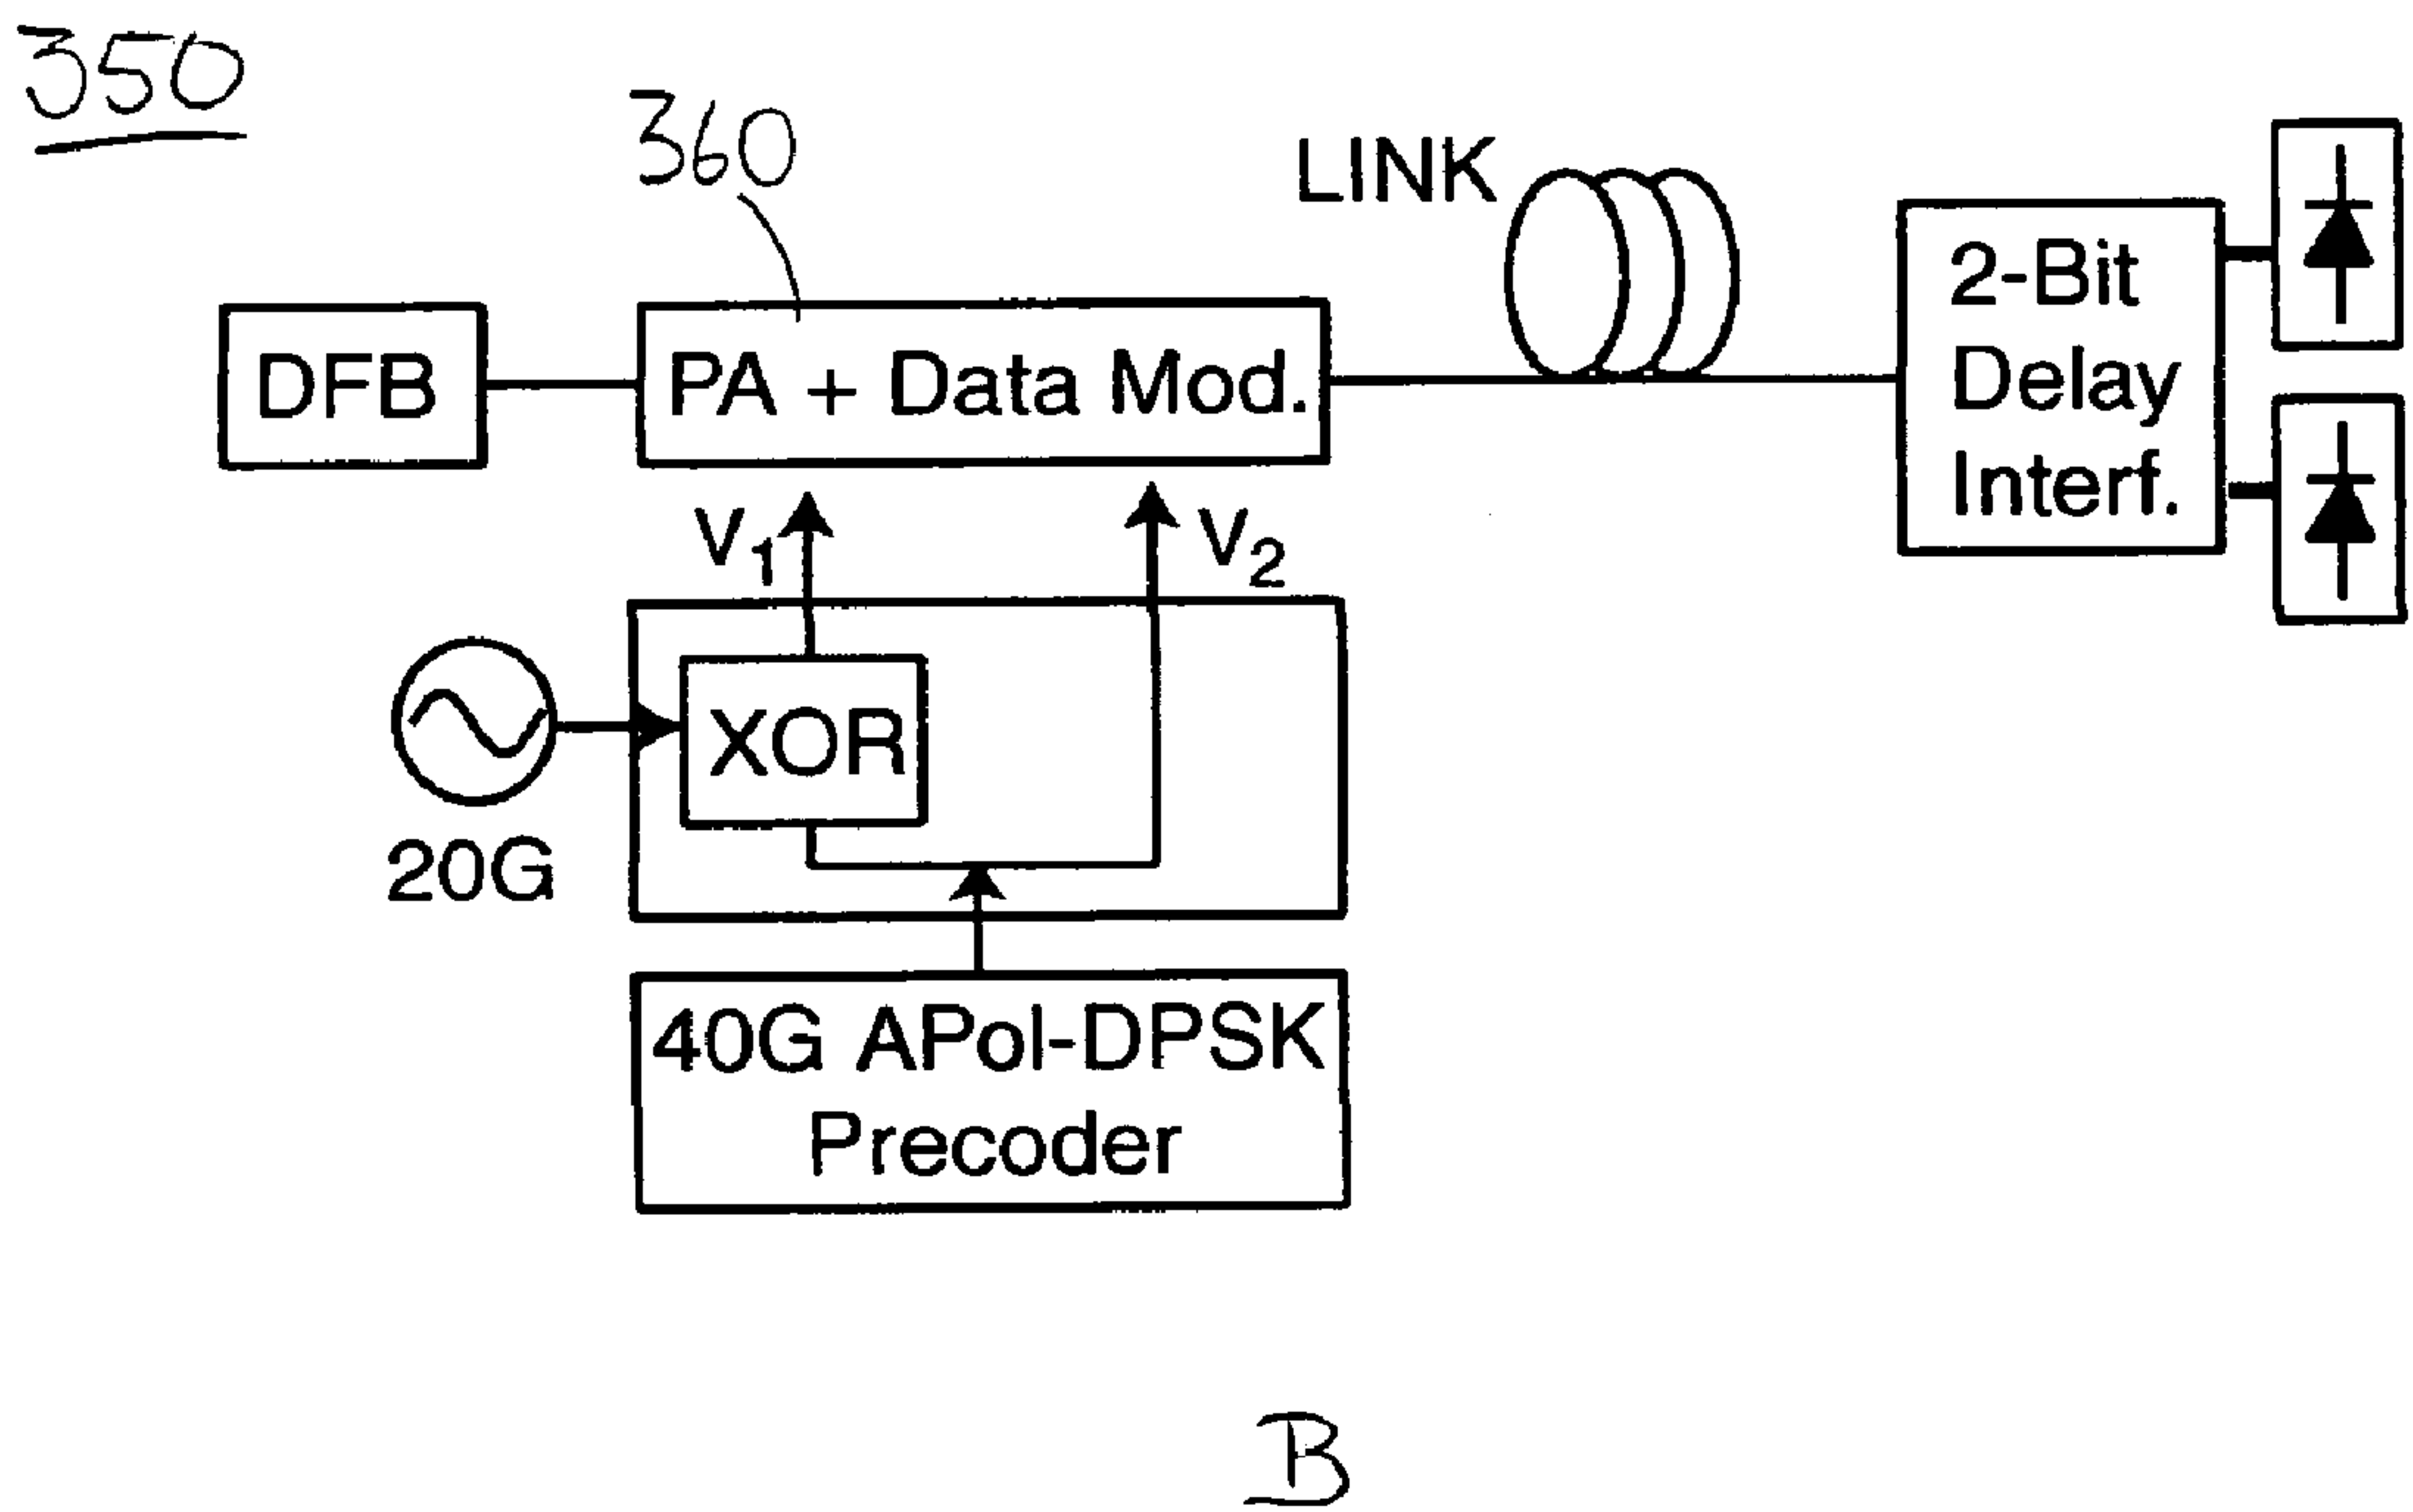 350
360
LINK
DFB
PA + Data Mod.
2-Bit
Delay
Interf.
V1
V2
XOR
20G
40G APol-DPSK
Precoder
B